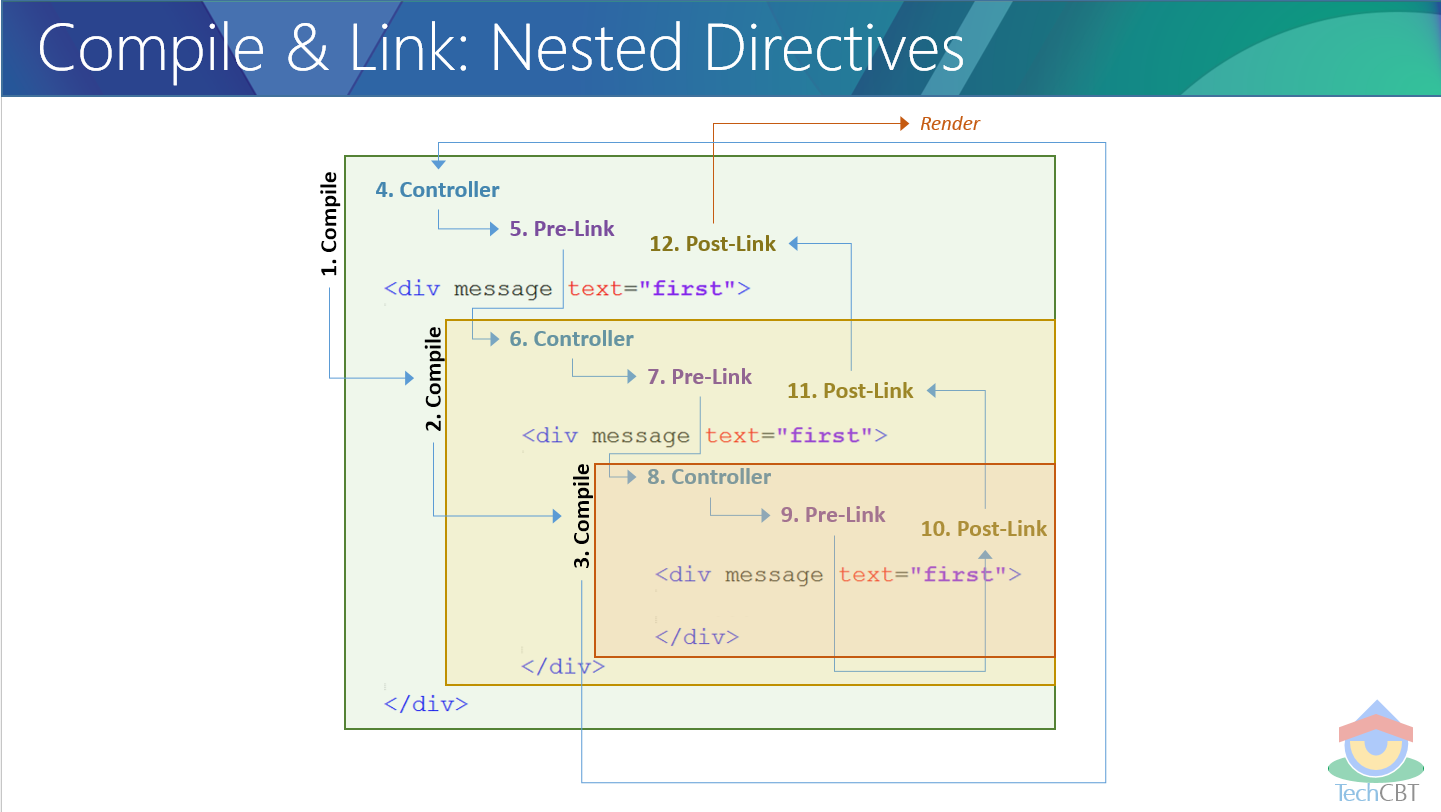 Compile & Link: Nested Directives
Render
1. Compile
4. Controller
5. Pre-Link
12. Post-Link
<div message text="first">
2. Compile
6. Controller
7. Pre-Link
11. Post-Link
<div message text="first">
3. Compile
8. Controller
9. Pre-Link
10. Post-Link
<div message text="first">
</div>
</div>
</div>
TechCBT